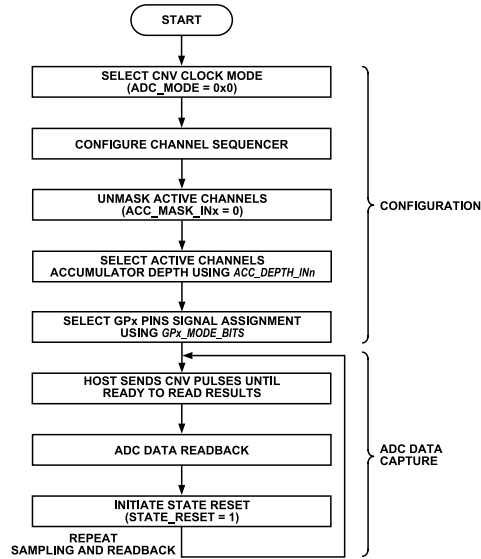 START
SELECT CNV CLOCK MODE
(ADC_MODE = 0x0)
CONFIGURE CHANNEL SEQUENCER
UNMASK ACTIVE CHANNELS
(ACC_MASK_INx = 0)
SELECT ACTIVE CHANNELS
ACCUMULATOR DEPTH USING ACC_DEPTH_INn
SELECT GPx PINS SIGNAL ASSIGNMENT
USING GPx_MODE_BITS
CONFIGURATION
HOST SENDS CNV PULSES UNTIL
READY TO READ RESULTS
ADC DATA READBACK
INITIATE STATE RESET
(STATE_RESET = 1)
REPEAT
SAMPLING AND READBACK
ADC DATA
CAPTURE